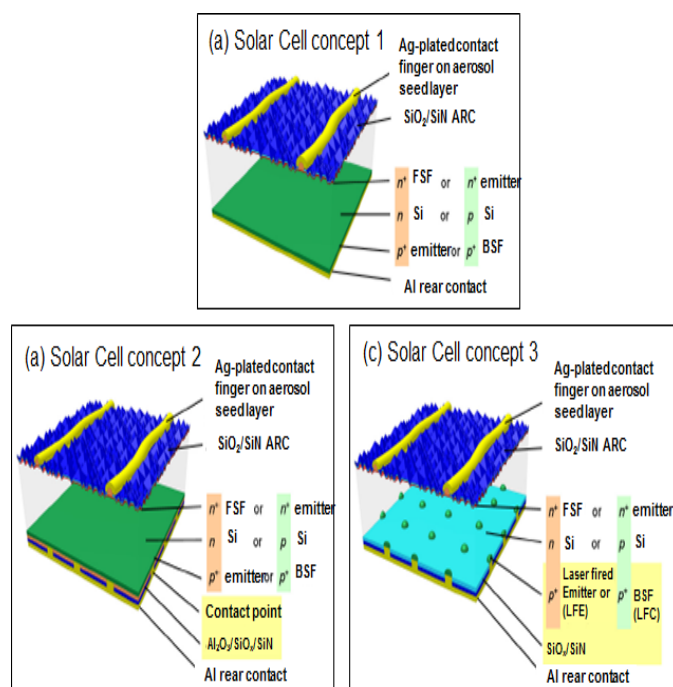 (a) Solar Cell concept 1
Ag-plated contact
finger on aerosol
seed layer
SiO₂/SiN ARC
n⁺ FSF or n⁺ emitter
n Si or p Si
p⁺ emitter or p⁺ BSF
Al rear contact
(a) Solar Cell concept 2
Ag-plated contact
finger on aerosol
seed layer
SiO₂/SiN ARC
n⁺ FSF or n⁺ emitter
n Si or p Si
p⁺ emitter or p⁺ BSF
Contact point
Al₂O₃/SiOₓ/SiN
Al rear contact
(c) Solar Cell concept 3
Ag-plated contact
finger on aerosol
seed layer
SiO₂/SiN ARC
n⁺ FSF or n⁺ emitter
n Si or p Si
p⁺ Laser fired
Emitter or
(LFE)
p⁺ BSF
(LFC)
SiOₓ/SiN
Al rear contact